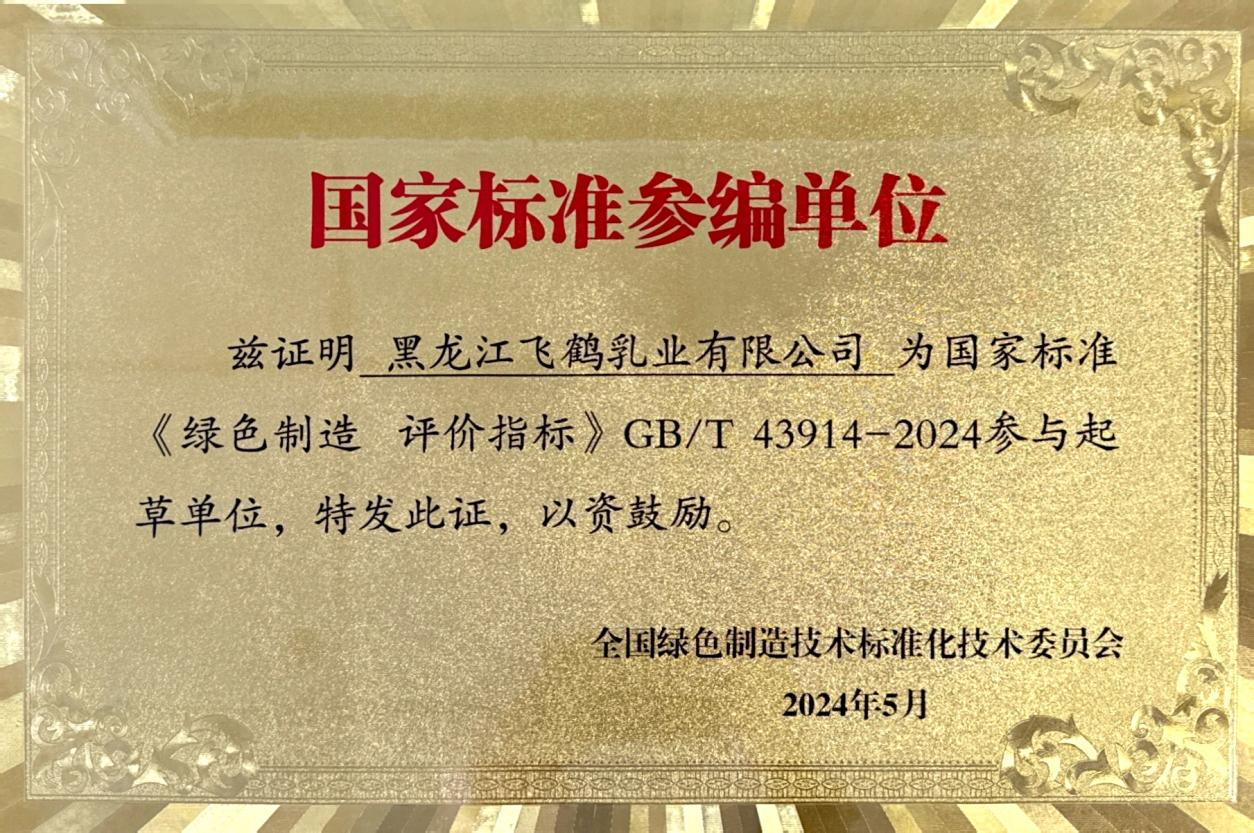 国家标准参编单位
兹证明 黑龙江飞鹤乳业有限公司 为国家标准
《绿色制造 评价指标》GB/T 43914-2024参与起
草单位，特发此证，以资鼓励。
全国绿色制造技术标准化技术委员会
2024年5月